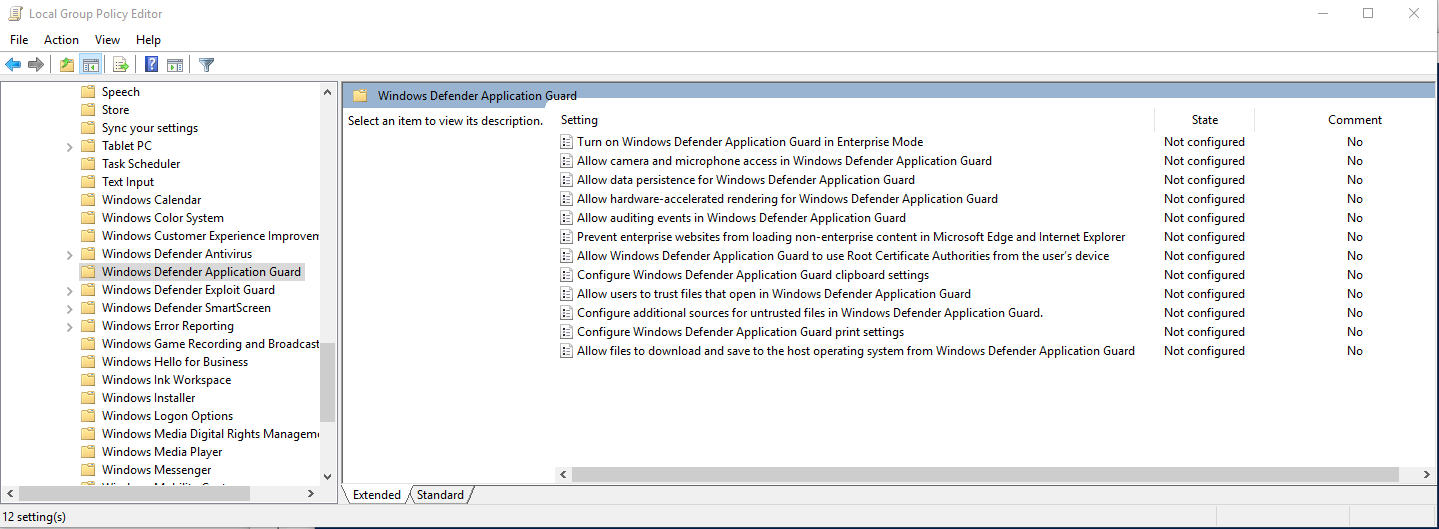 Local Group Policy Editor
File Action View Help
Speech
Store
Sync your settings
Tablet PC
Task Scheduler
Text Input
Windows Calendar
Windows Color System
Windows Customer Experience Improvem
Windows Defender Antivirus
Windows Defender Application Guard
Windows Defender Exploit Guard
Windows Defender SmartScreen
Windows Error Reporting
Windows Game Recording and Broadcast
Windows Hello for Business
Windows Ink Workspace
Windows Installer
Windows Logon Options
Windows Media Digital Rights Managem
Windows Media Player
Windows Messenger
Windows Defender Application Guard
Select an item to view its description.
Setting State Comment
Turn on Windows Defender Application Guard in Enterprise Mode Not configured No
Allow camera and microphone access in Windows Defender Application Guard Not configured No
Allow data persistence for Windows Defender Application Guard Not configured No
Allow hardware-accelerated rendering for Windows Defender Application Guard Not configured No
Allow auditing events in Windows Defender Application Guard Not configured No
Prevent enterprise websites from loading non-enterprise content in Microsoft Edge and Internet Explorer Not configured No
Allow Windows Defender Application Guard to use Root Certificate Authorities from the user's device Not configured No
Configure Windows Defender Application Guard clipboard settings Not configured No
Allow users to trust files that open in Windows Defender Application Guard Not configured No
Configure additional sources for untrusted files in Windows Defender Application Guard. Not configured No
Configure Windows Defender Application Guard print settings Not configured No
Allow files to download and save to the host operating system from Windows Defender Application Guard Not configured No
Extended Standard
12 setting(s)